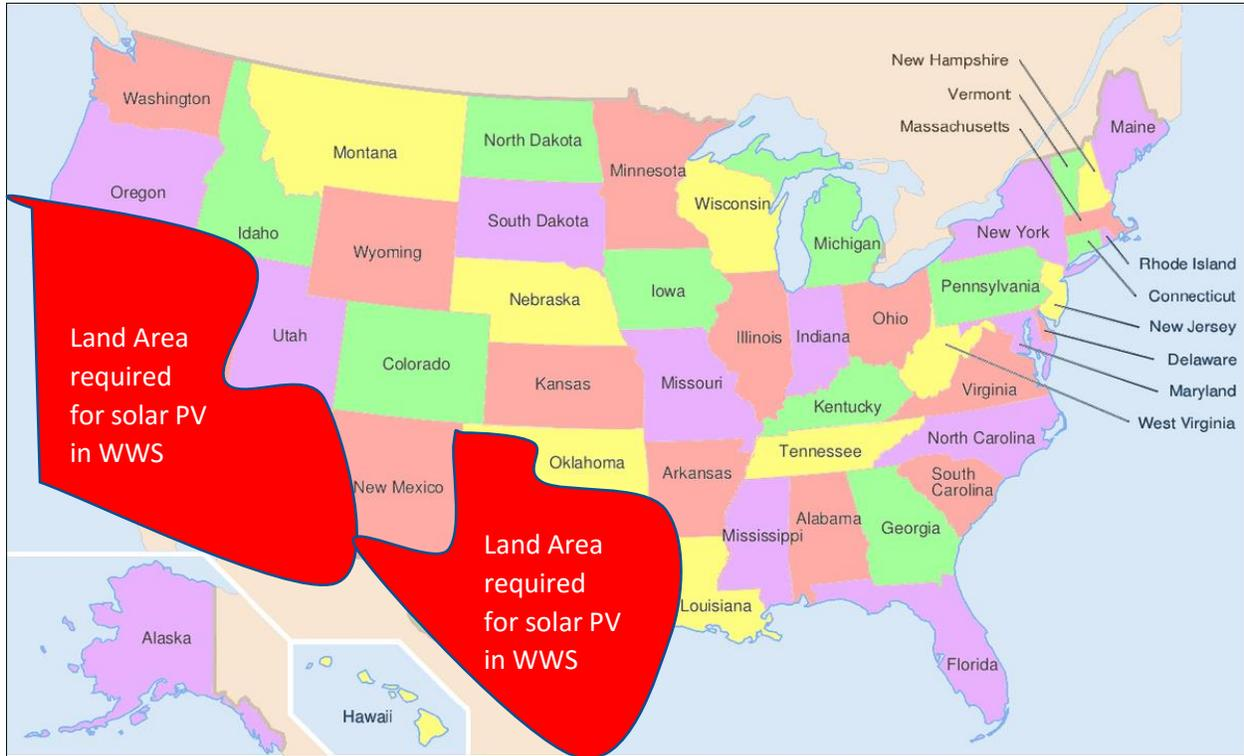 New Hampshire
Vermont
Massachusetts
Washington
Montana
North Dakota
Minnesota
Maine
Oregon
Idaho
Wyoming
South Dakota
Wisconsin
Michigan
New York
Rhode Island
Connecticut
New Jersey
Delaware
Maryland
West Virginia
Nebraska
Iowa
Pennsylvania
Illinois
Indiana
Ohio
Utah
Colorado
Kansas
Missouri
Kentucky
Virginia
Land Area
required
for solar PV
in WWS
New Mexico
Oklahoma
Arkansas
Tennessee
North Carolina
South
Carolina
Mississippi
Alabama
Georgia
Land Area
required
for solar PV
in WWS
Louisiana
Florida
Alaska
Hawaii